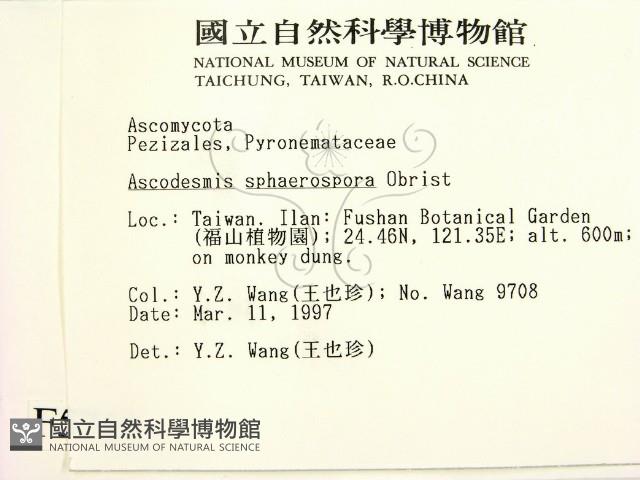 國立自然科學博物館
NATIONAL MUSEUM OF NATURAL SCIENCE
TAICHUNG, TAIWAN, R.O.CHINA
Ascomycota
Pezizales, Pyronemataceae
Ascodesmis sphaerospora Obrist
Loc.: Taiwan. Ilan: Fushan Botanical Garden
(福山植物園); 24.46N, 121.35E; alt. 600m;
on monkey dung.
Col.: Y.Z. Wang(王也珍); No. Wang 9708
Date: Mar. 11, 1997
Det.: Y.Z. Wang(王也珍)
國立自然科學博物館
NATIONAL MUSEUM OF NATURAL SCIENCE